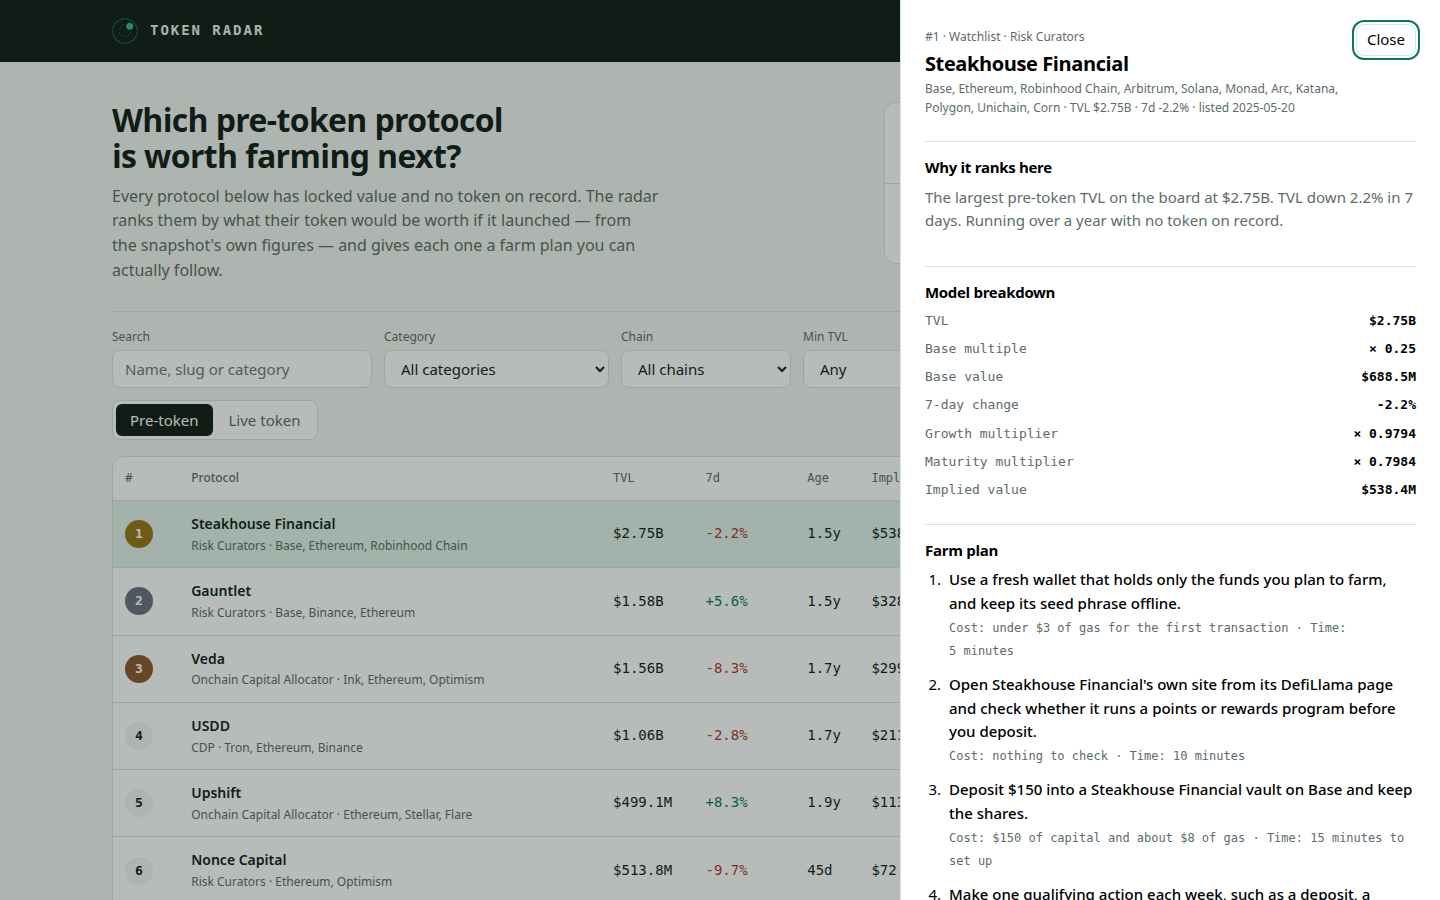 TOKEN RADAR
Which pre-token protocol
is worth farming next?
Every protocol below has locked value and no token on record. The radar
ranks them by what their token would be worth if it launched — from
the snapshot's own figures — and gives each one a farm plan you can
actually follow.
Search Category Chain Min TVL
Name, slug or category All categories All chains Any
Pre-token Live token
# Protocol TVL 7d Age Impl
1 Steakhouse Financial $2.75B -2.2% 1.5y $538
Risk Curators · Base, Ethereum, Robinhood Chain
2 Gauntlet $1.58B +5.6% 1.5y $328
Risk Curators · Base, Binance, Ethereum
3 Veda $1.56B -8.3% 1.7y $299
Onchain Capital Allocator · Ink, Ethereum, Optimism
4 USDD $1.06B -2.8% 1.7y $211
CDP · Tron, Ethereum, Binance
5 Upshift $499.1M +8.3% 1.9y $113
Onchain Capital Allocator · Ethereum, Stellar, Flare
6 Nonce Capital $513.8M -9.7% 45d $72
Risk Curators · Ethereum, Optimism
#1 · Watchlist · Risk Curators
Close
Steakhouse Financial
Base, Ethereum, Robinhood Chain, Arbitrum, Solana, Monad, Arc, Katana,
Polygon, Unichain, Corn · TVL $2.75B · 7d -2.2% · listed 2025-05-20
Why it ranks here
The largest pre-token TVL on the board at $2.75B. TVL down 2.2% in 7
days. Running over a year with no token on record.
Model breakdown
TVL $2.75B
Base multiple × 0.25
Base value $688.5M
7-day change -2.2%
Growth multiplier × 0.9794
Maturity multiplier × 0.7984
Implied value $538.4M
Farm plan
1. Use a fresh wallet that holds only the funds you plan to farm,
and keep its seed phrase offline.
Cost: under $3 of gas for the first transaction · Time:
5 minutes
2. Open Steakhouse Financial's own site from its DefiLlama page
and check whether it runs a points or rewards program before
you deposit.
Cost: nothing to check · Time: 10 minutes
3. Deposit $150 into a Steakhouse Financial vault on Base and keep
the shares.
Cost: $150 of capital and about $8 of gas · Time: 15 minutes to
set up
4. Make one qualifying action each week, such as a deposit, a